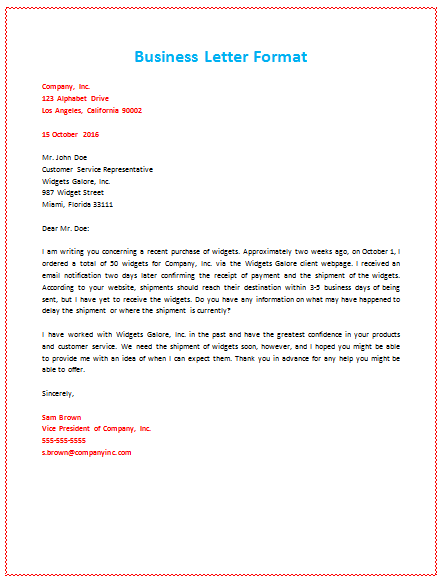 Business Letter Format
Company, Inc.
123 Alphabet Drive
Los Angeles, California 90002
15 October 2016
Mr. John Doe
Customer Service Representative
Widgets Galore, Inc.
987 Widget Street
Miami, Florida 33111
Dear Mr. Doe:
I am writing you concerning a recent purchase of widgets. Approximately two weeks ago, on October 1, I
ordered a total of 50 widgets for Company, Inc. via the Widgets Galore client webpage. I received an
email notification two days later confirming the receipt of payment and the shipment of the widgets.
According to your website, shipments should reach their destination within 3-5 business days of being
sent, but I have yet to receive the widgets. Do you have any information on what may have happened to
delay the shipment or where the shipment is currently?
I have worked with Widgets Galore, Inc. in the past and have the greatest confidence in your products
and customer service. We need the shipment of widgets soon, however, and I hoped you might be able
to provide me with an idea of when I can expect them. Thank you in advance for any help you might be
able to offer.
Sincerely,
Sam Brown
Vice President of Company, Inc.
555-555-5555
s.brown@companyinc.com